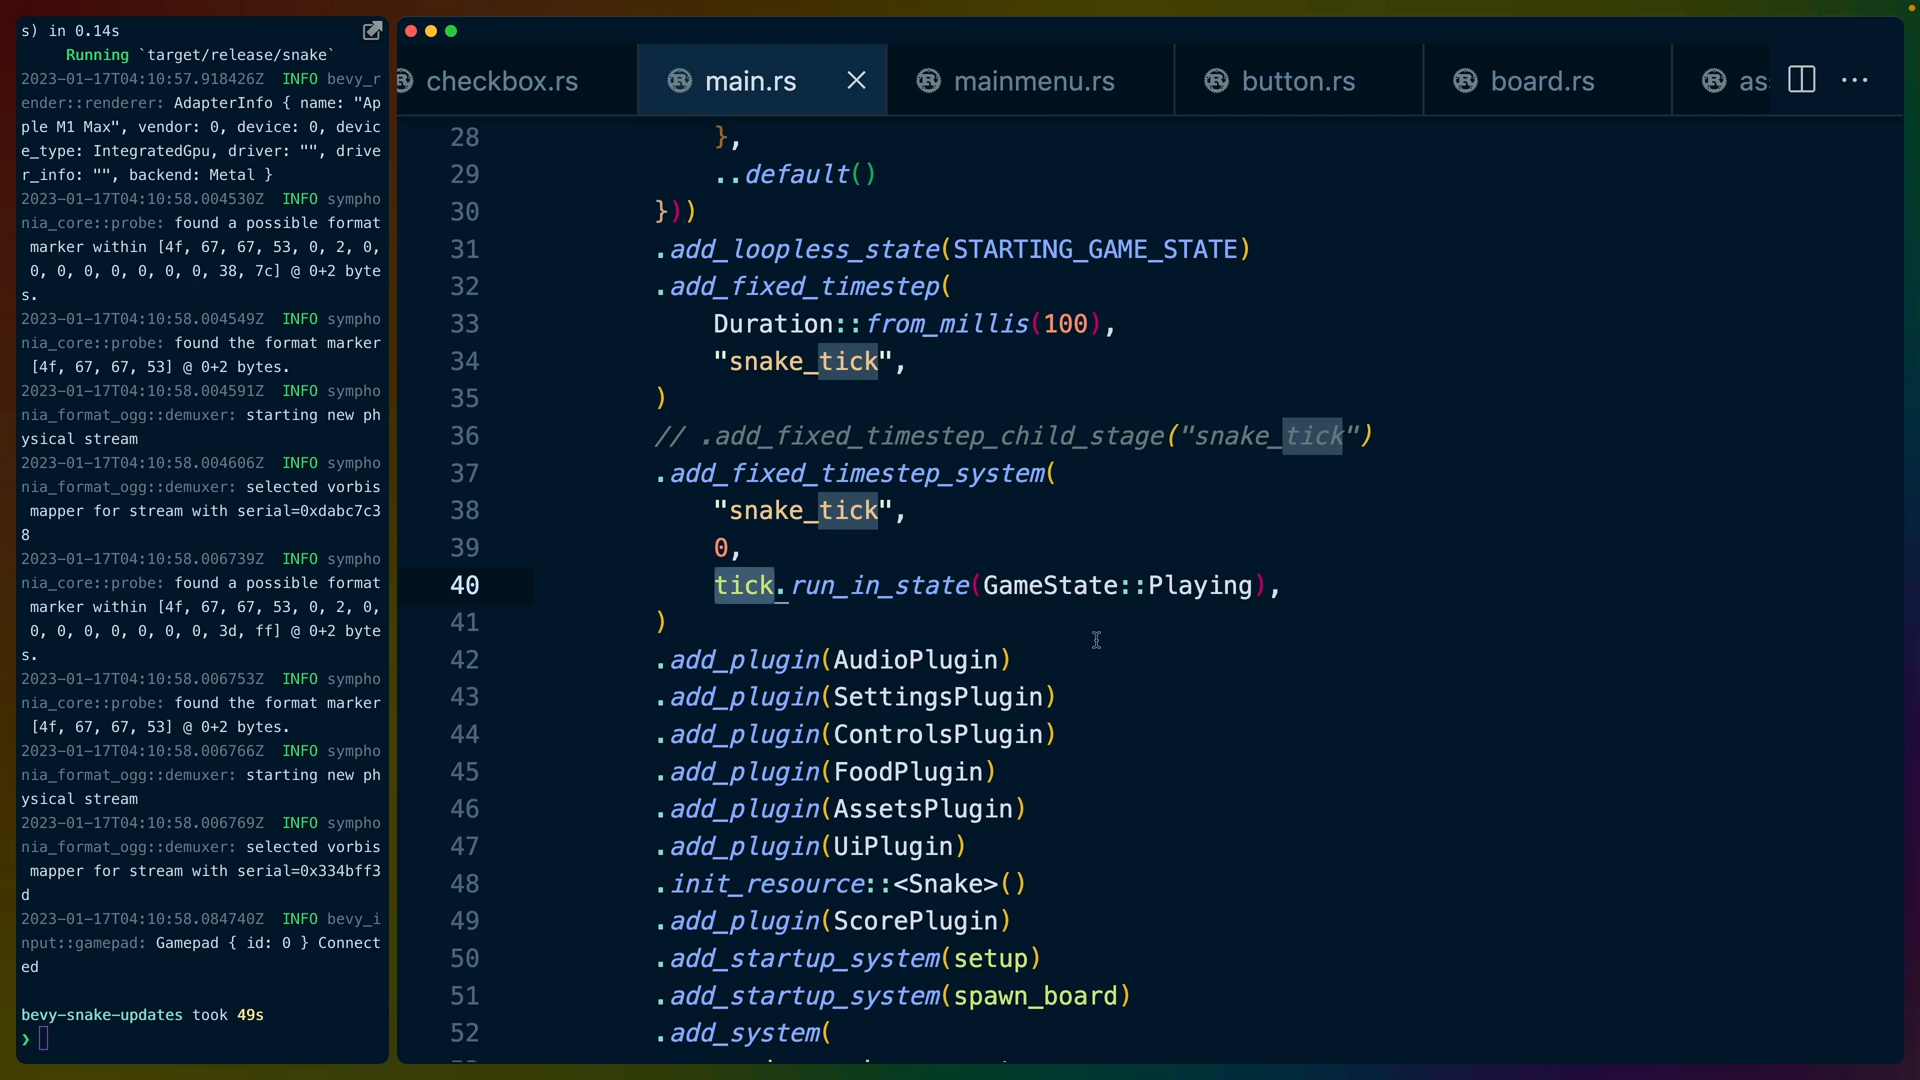 s) in 0.14s
Running `target/release/snake`
2023-01-17T04:10:57.918426Z INFO bevy_r
ender::renderer: AdapterInfo { name: "Ap
ple M1 Max", vendor: 0, device: 0, devic
e_type: IntegratedGpu, driver: "", drive
r_info: "", backend: Metal }
2023-01-17T04:10:58.004530Z INFO sympho
nia_core::probe: found a possible format
marker within [4f, 67, 67, 53, 0, 2, 0,
0, 0, 0, 0, 0, 0, 0, 38, 7c] @ 0+2 byte
s.
2023-01-17T04:10:58.004549Z INFO sympho
nia_core::probe: found the format marker
[4f, 67, 67, 53] @ 0+2 bytes.
2023-01-17T04:10:58.004591Z INFO sympho
nia_format_ogg::demuxer: starting new ph
ysical stream
2023-01-17T04:10:58.004606Z INFO sympho
nia_format_ogg::demuxer: selected vorbis
mapper for stream with serial=0xdabc7c3
8
2023-01-17T04:10:58.006739Z INFO sympho
nia_core::probe: found a possible format
marker within [4f, 67, 67, 53, 0, 2, 0,
0, 0, 0, 0, 0, 0, 0, 3d, ff] @ 0+2 byte
s.
2023-01-17T04:10:58.006753Z INFO sympho
nia_core::probe: found the format marker
[4f, 67, 67, 53] @ 0+2 bytes.
2023-01-17T04:10:58.006766Z INFO sympho
nia_format_ogg::demuxer: starting new ph
ysical stream
2023-01-17T04:10:58.006769Z INFO sympho
nia_format_ogg::demuxer: selected vorbis
mapper for stream with serial=0x334bff3
d
2023-01-17T04:10:58.084740Z INFO bevy_i
nput::gamepad: Gamepad { id: 0 } Connect
ed
bevy-snake-updates took 49s
❯
checkbox.rs main.rs mainmenu.rs button.rs board.rs as
28 },
29 ..default()
30 }))
31 .add_loopless_state(STARTING_GAME_STATE)
32 .add_fixed_timestep(
33 Duration::from_millis(100),
34 "snake_tick",
35 )
36 // .add_fixed_timestep_child_stage("snake_tick")
37 .add_fixed_timestep_system(
38 "snake_tick",
39 0,
40 tick.run_in_state(GameState::Playing),
41 )
42 .add_plugin(AudioPlugin)
43 .add_plugin(SettingsPlugin)
44 .add_plugin(ControlsPlugin)
45 .add_plugin(FoodPlugin)
46 .add_plugin(AssetsPlugin)
47 .add_plugin(UiPlugin)
48 .init_resource::<Snake>()
49 .add_plugin(ScorePlugin)
50 .add_startup_system(setup)
51 .add_startup_system(spawn_board)
52 .add_system(